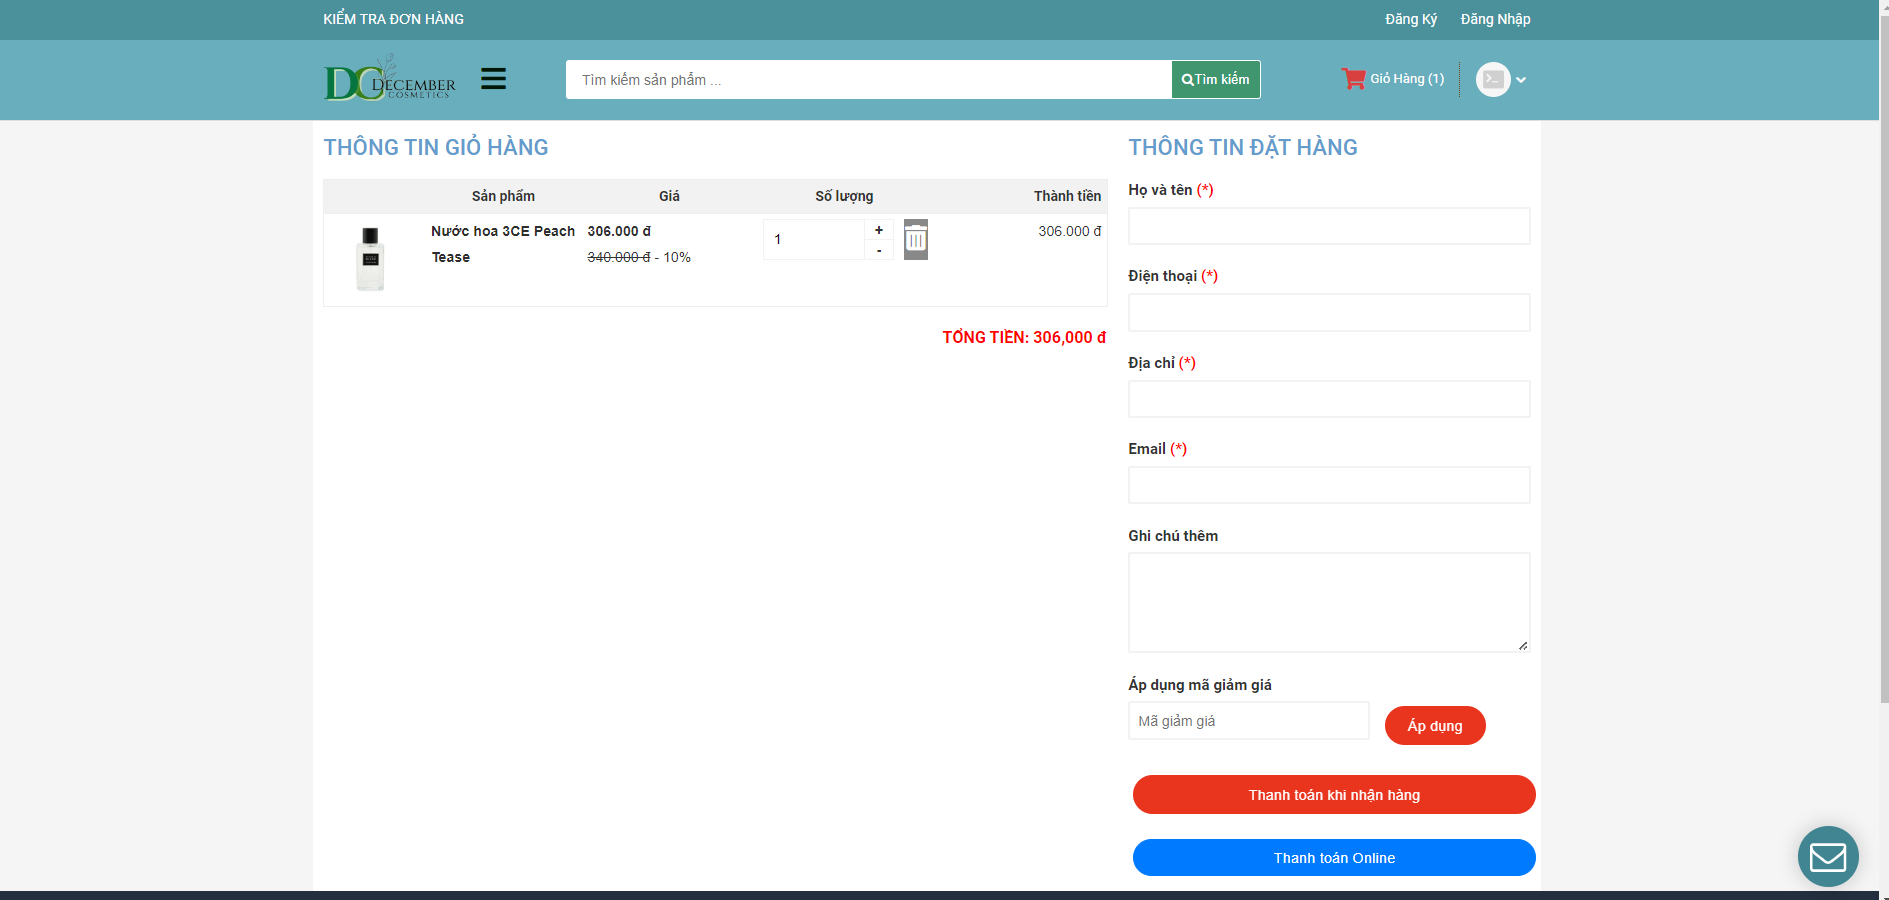 KIỂM TRA ĐƠN HÀNG
Đăng Ký
Đăng Nhập
DC DECEMBER
COSMETICS
Tìm kiếm sản phẩm ...
Tìm kiếm
Giỏ Hàng (1)
THÔNG TIN GIỎ HÀNG
Sản phẩm Giá Số lượng Thành tiền
Nước hoa 3CE Peach 306.000 đ 1 + 306.000 đ
Tease 340.000 đ - 10% -
TỔNG TIỀN: 306,000 đ
THÔNG TIN ĐẶT HÀNG
Họ và tên (*)
Điện thoại (*)
Địa chỉ (*)
Email (*)
Ghi chú thêm
Áp dụng mã giảm giá
Mã giảm giá
Áp dụng
Thanh toán khi nhận hàng
Thanh toán Online